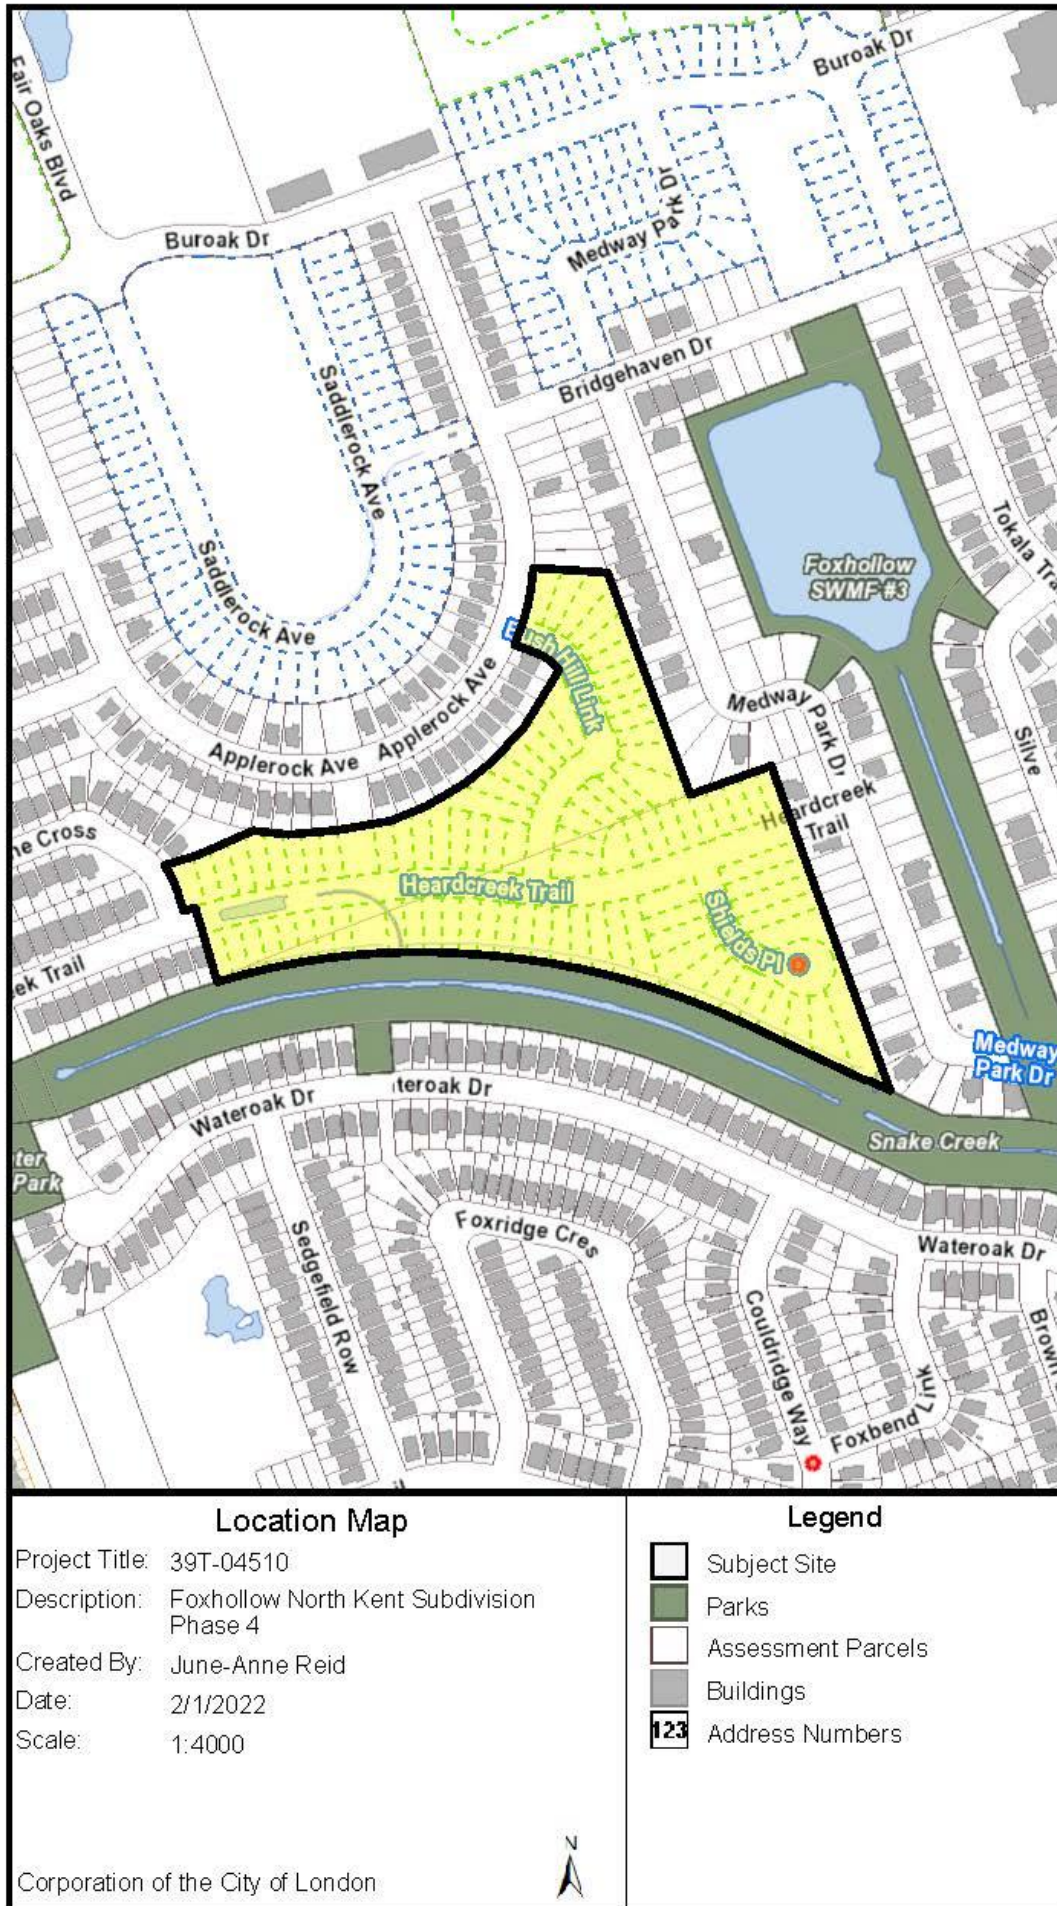 Fair Oaks Blvd
Buroak Dr
Buroak Dr
Medway Park Dr
Bridgehaven Dr
Saddlerock Ave
Saddlerock Ave
Tokala Tra
Foxhollow
SWMF #3
Brush Hill Link
Applerock Ave
Applerock Ave
Medway Park Dr
Silve
Heardcreek
Trail
ne Cross
Heardcreek Trail
Shields Pl
ek Trail
Medway
Park Dr
Wateroak Dr
teroak Dr
Snake Creek
ter
Park
Sedgefield Row
Foxridge Cres
Wateroak Dr
Couldridge Way
Foxbend Link
Brown
Location Map
Project Title: 39T-04510
Description: Foxhollow North Kent Subdivision
Phase 4
Created By: June-Anne Reid
Date: 2/1/2022
Scale: 1:4000
Corporation of the City of London
N
Legend
Subject Site
Parks
Assessment Parcels
Buildings
123 Address Numbers